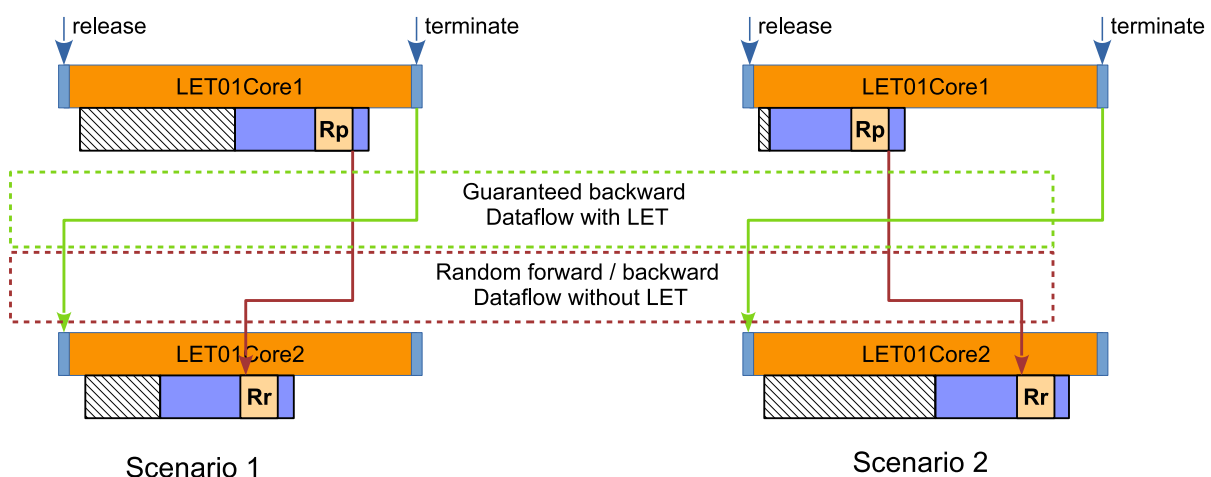 release
terminate
release
terminate
LET01Core1
LET01Core1
Rp
Rp
Guaranteed backward
Dataflow with LET
Random forward / backward
Dataflow without LET
LET01Core2
LET01Core2
Rr
Rr
Scenario 1
Scenario 2